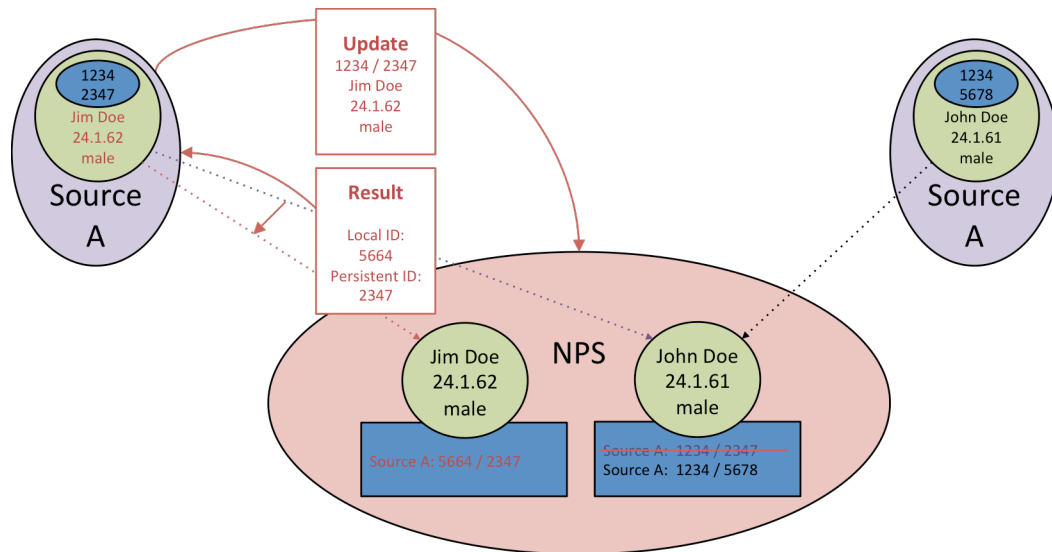 1234
2347
Jim Doe
24.1.62
male
Source
A
Update
1234 / 2347
Jim Doe
24.1.62
male
Result
Local ID:
5664
Persistent ID:
2347
1234
5678
John Doe
24.1.61
male
Source
A
NPS
Jim Doe
24.1.62
male
Source A: 5664 / 2347
John Doe
24.1.61
male
Source A: 1234 / 2347
Source A: 1234 / 5678